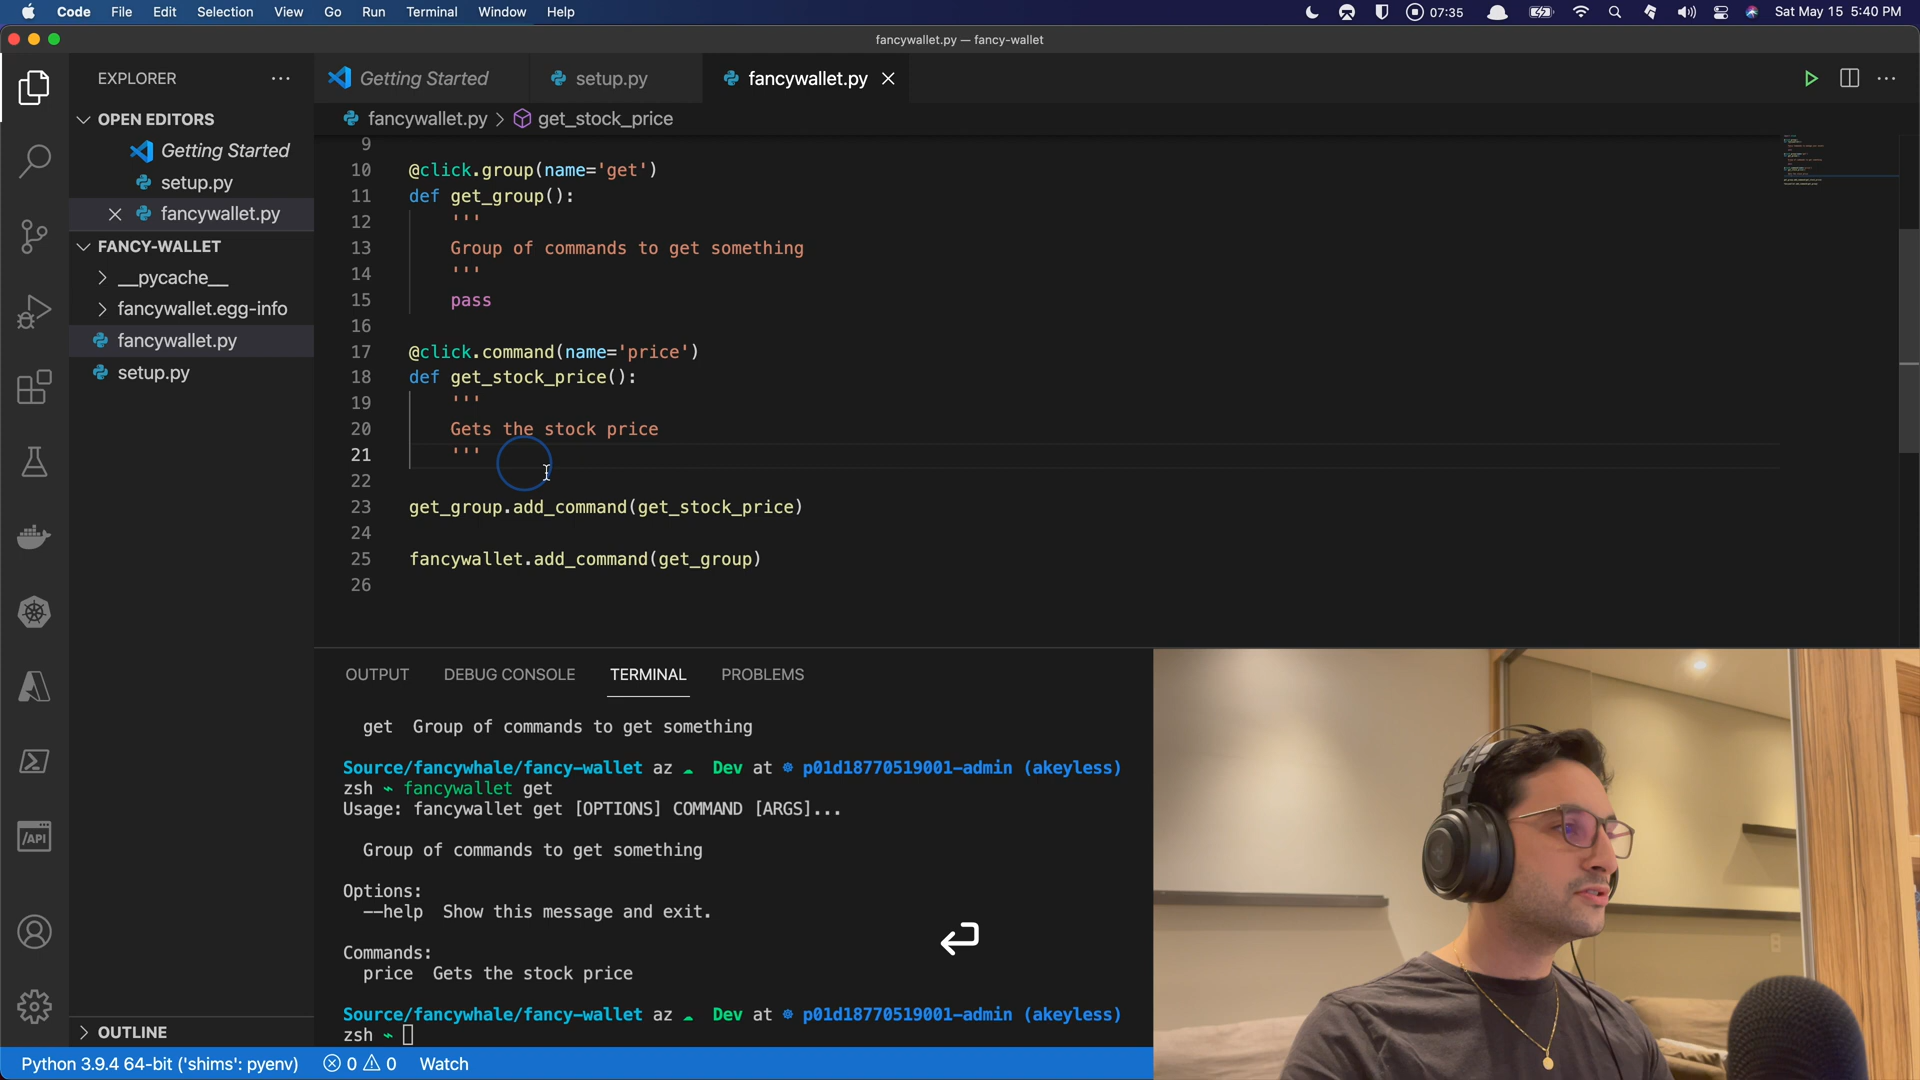 Code File Edit Selection View Go Run Terminal Window Help 07:35 Sat May 15 5:40 PM
fancywallet.py — fancy-wallet
EXPLORER ···
Getting Started setup.py fancywallet.py
fancywallet.py > get_stock_price
OPEN EDITORS
Getting Started
setup.py
fancywallet.py
FANCY-WALLET
__pycache__
fancywallet.egg-info
fancywallet.py
setup.py
OUTLINE
9
10 @click.group(name='get')
11 def get_group():
12 '''
13 Group of commands to get something
14 '''
15 pass
16
17 @click.command(name='price')
18 def get_stock_price():
19 '''
20 Gets the stock price
21 '''
22
23 get_group.add_command(get_stock_price)
24
25 fancywallet.add_command(get_group)
26
OUTPUT DEBUG CONSOLE TERMINAL PROBLEMS
get Group of commands to get something
Source/fancywhale/fancy-wallet az Dev at p01d18770519001-admin (akeyless)
zsh fancywallet get
Usage: fancywallet get [OPTIONS] COMMAND [ARGS]...
Group of commands to get something
Options:
--help Show this message and exit.
Commands:
price Gets the stock price
Source/fancywhale/fancy-wallet az Dev at p01d18770519001-admin (akeyless)
zsh
/API
Python 3.9.4 64-bit ('shims': pyenv) 0 0 Watch